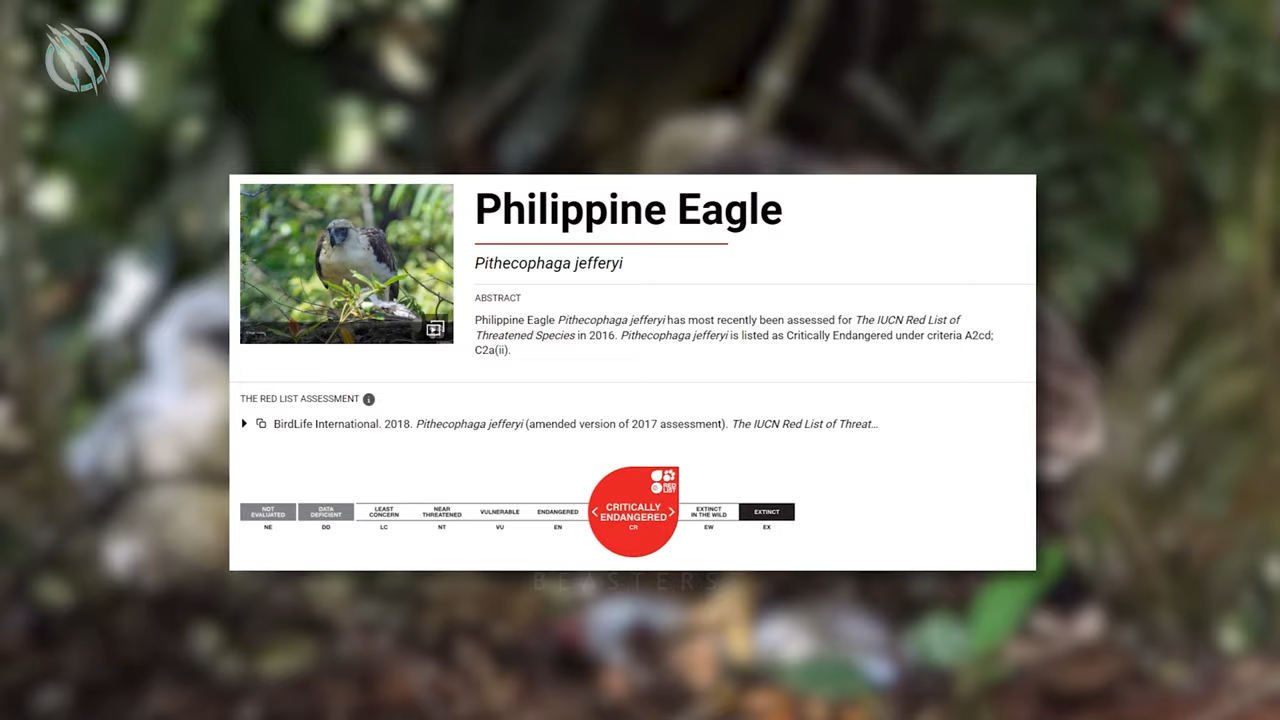 Philippine Eagle
Pithecophaga jefferyi
ABSTRACT
Philippine Eagle Pithecophaga jefferyi has most recently been assessed for The IUCN Red List of
Threatened Species in 2016. Pithecophaga jefferyi is listed as Critically Endangered under criteria A2cd;
C2a(ii).
THE RED LIST ASSESSMENT i
BirdLife International. 2018. Pithecophaga jefferyi (amended version of 2017 assessment). The IUCN Red List of Threat...
RED
LIST
NOT
EVALUATED
DATA
DEFICIENT
LEAST
CONCERN
NEAR
THREATENED
VULNERABLE
ENDANGERED
< CRITICALLY
ENDANGERED >
EXTINCT
IN THE WILD
EXTINCT
NE DD LC NT VU EN CR EW EX
BEASTERS